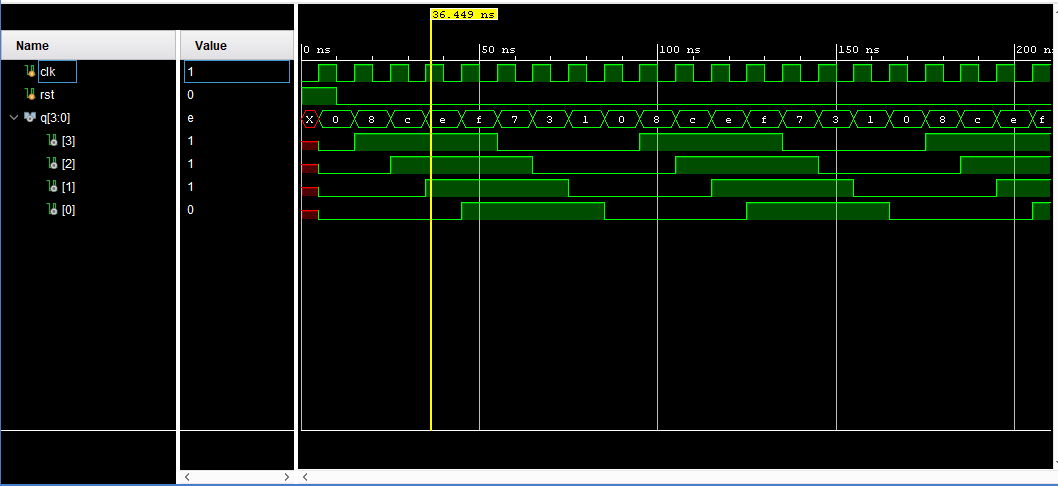 36.449 ns
Name Value
0 ns 50 ns 100 ns 150 ns 200 ns
clk 1
rst 0
q[3:0] e X 0 8 c e f 7 3 1 0 8 c e f 7 3 1 0 8 c e f
[3] 1
[2] 1
[1] 1
[0] 0